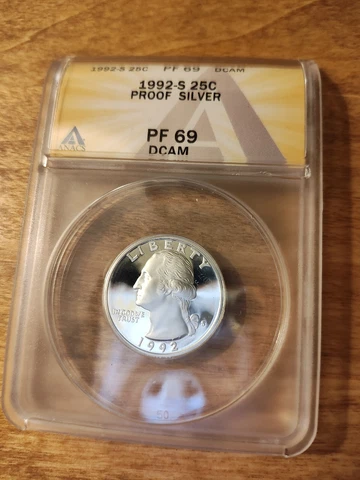 1992-S 25C PF 69 DCAM
1992-S 25C
PROOF SILVER
ANACS
PF 69
DCAM
LIBERTY
IN GOD WE
TRUST
1992